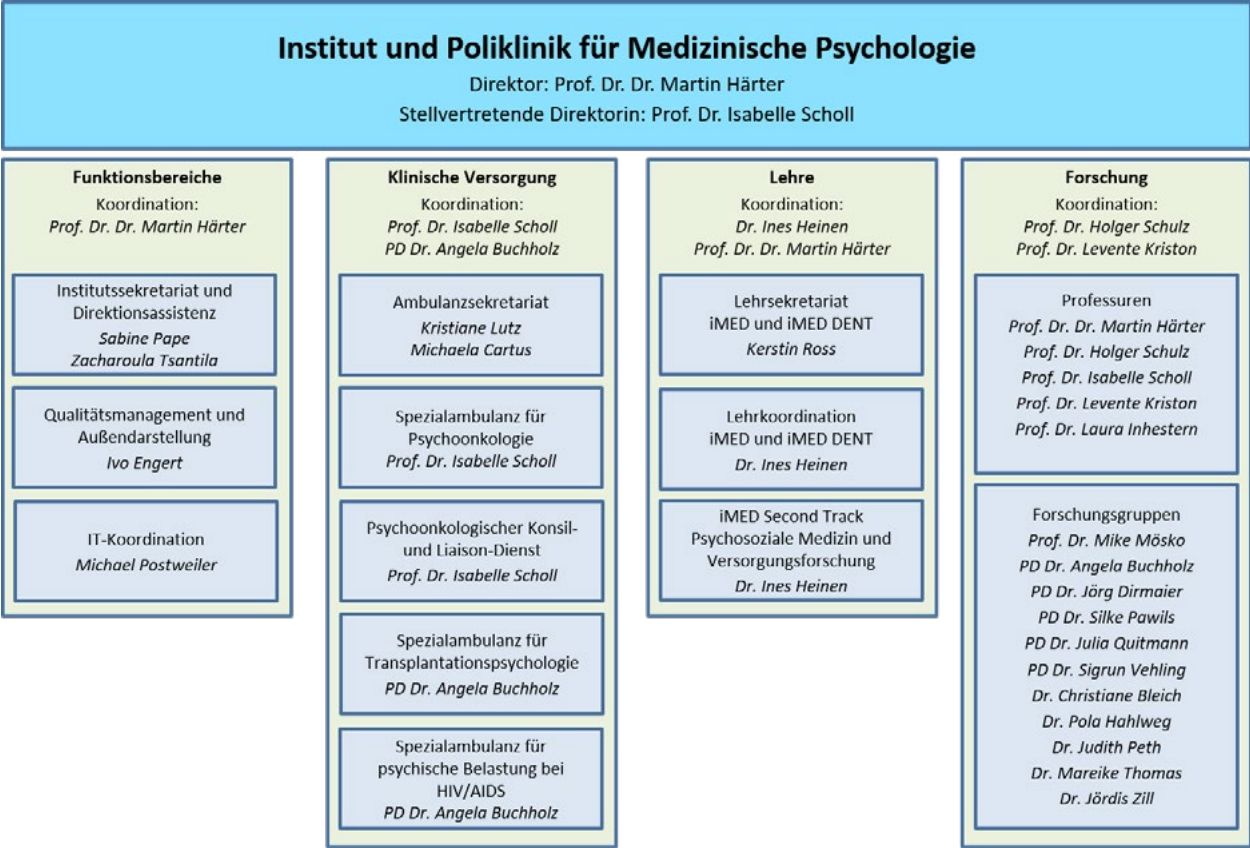 Institut und Poliklinik für Medizinische Psychologie
Direktor: Prof. Dr. Dr. Martin Härter
Stellvertretende Direktorin: Prof. Dr. Isabelle Scholl
Funktionsbereiche
Koordination:
Prof. Dr. Dr. Martin Härter
Institutssekretariat und
Direktionsassistenz
Sabine Pape
Zacharoula Tsantila
Qualitätsmanagement und
Außendarstellung
Ivo Engert
IT-Koordination
Michael Postweiler
Klinische Versorgung
Koordination:
Prof. Dr. Isabelle Scholl
PD Dr. Angela Buchholz
Ambulanzsekretariat
Kristiane Lutz
Michaela Cartus
Spezialambulanz für
Psychoonkologie
Prof. Dr. Isabelle Scholl
Psychoonkologischer Konsil-
und Liaison-Dienst
Prof. Dr. Isabelle Scholl
Spezialambulanz für
Transplantationspsychologie
PD Dr. Angela Buchholz
Spezialambulanz für
psychische Belastung bei
HIV/AIDS
PD Dr. Angela Buchholz
Lehre
Koordination:
Dr. Ines Heinen
Prof. Dr. Dr. Martin Härter
Lehrsekretariat
iMED und iMED DENT
Kerstin Ross
Lehrkoordination
iMED und iMED DENT
Dr. Ines Heinen
iMED Second Track
Psychosoziale Medizin und
Versorgungsforschung
Dr. Ines Heinen
Forschung
Koordination:
Prof. Dr. Holger Schulz
Prof. Dr. Levente Kriston
Professuren
Prof. Dr. Dr. Martin Härter
Prof. Dr. Holger Schulz
Prof. Dr. Isabelle Scholl
Prof. Dr. Levente Kriston
Prof. Dr. Laura Inhestern
Forschungsgruppen
Prof. Dr. Mike Mösko
PD Dr. Angela Buchholz
PD Dr. Jörg Dirmaier
PD Dr. Silke Pawils
PD Dr. Julia Quitmann
PD Dr. Sigrun Vehling
Dr. Christiane Bleich
Dr. Pola Hahlweg
Dr. Judith Peth
Dr. Mareike Thomas
Dr. Jördis Zill